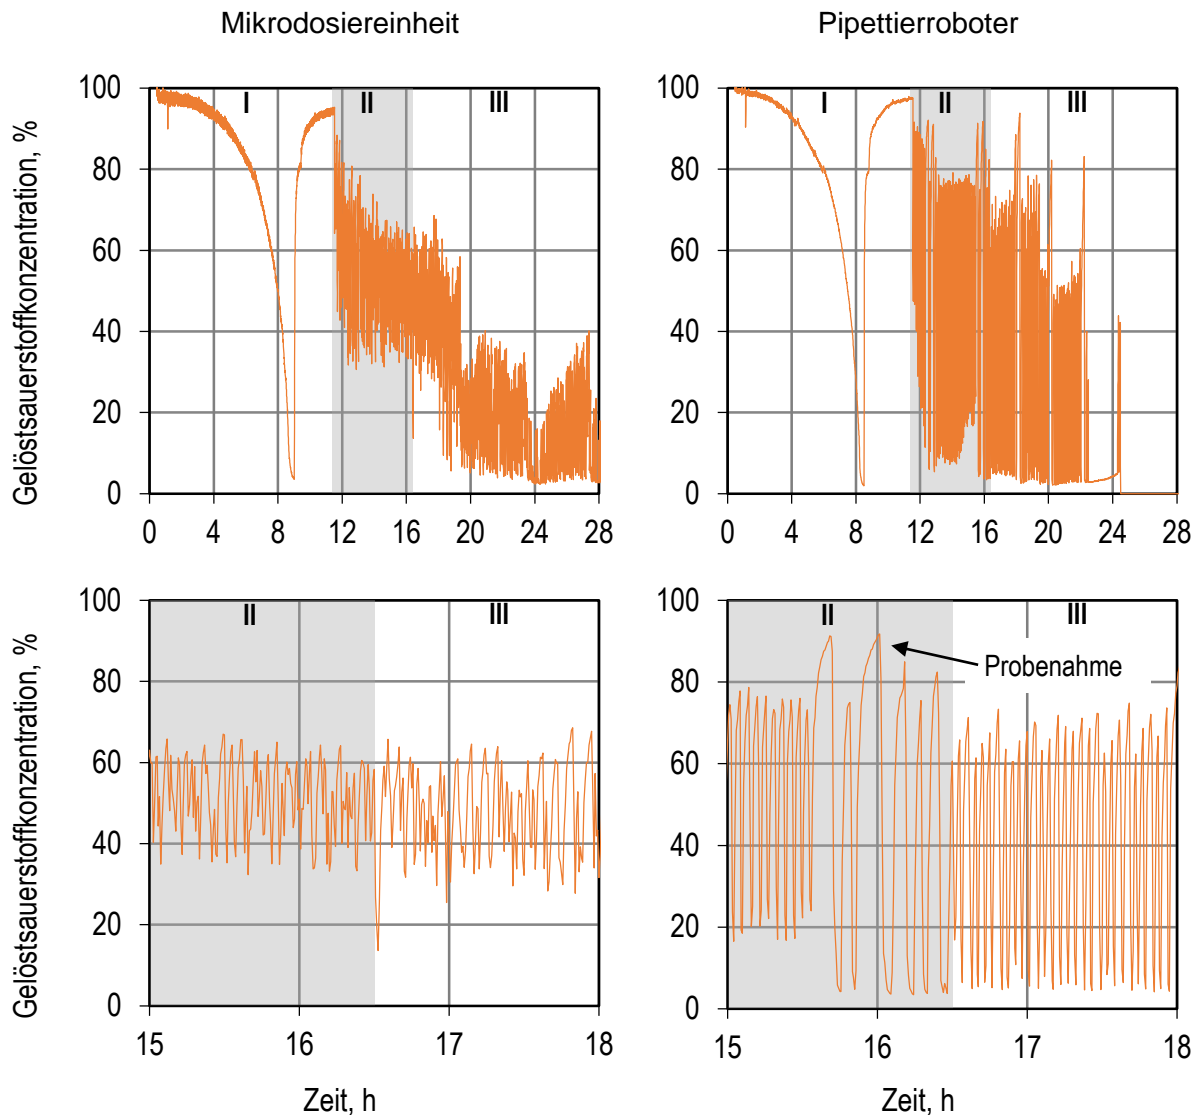 Mikrodosiereinheit
Pipettierroboter
Gelöstsauerstoffkonzentration, %
100
80
60
40
20
0
I
II
III
0 4 8 12 16 20 24 28
100
80
60
40
20
0
I
II
III
0 4 8 12 16 20 24 28
Gelöstsauerstoffkonzentration, %
100
80
60
40
20
0
II
III
15 16 17 18
Zeit, h
100
80
60
40
20
0
II
III
Probenahme
15 16 17 18
Zeit, h